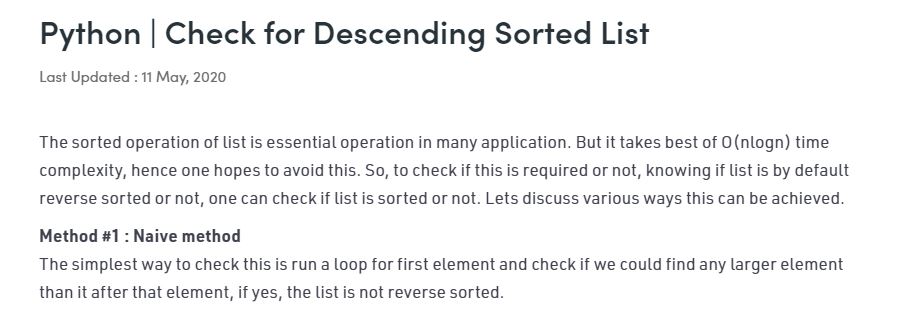 Python | Check for Descending Sorted List
Last Updated : 11 May, 2020
The sorted operation of list is essential operation in many application. But it takes best of O(nlogn) time
complexity, hence one hopes to avoid this. So, to check if this is required or not, knowing if list is by default
reverse sorted or not, one can check if list is sorted or not. Lets discuss various ways this can be achieved.
Method #1 : Naive method
The simplest way to check this is run a loop for first element and check if we could find any larger element
than it after that element, if yes, the list is not reverse sorted.